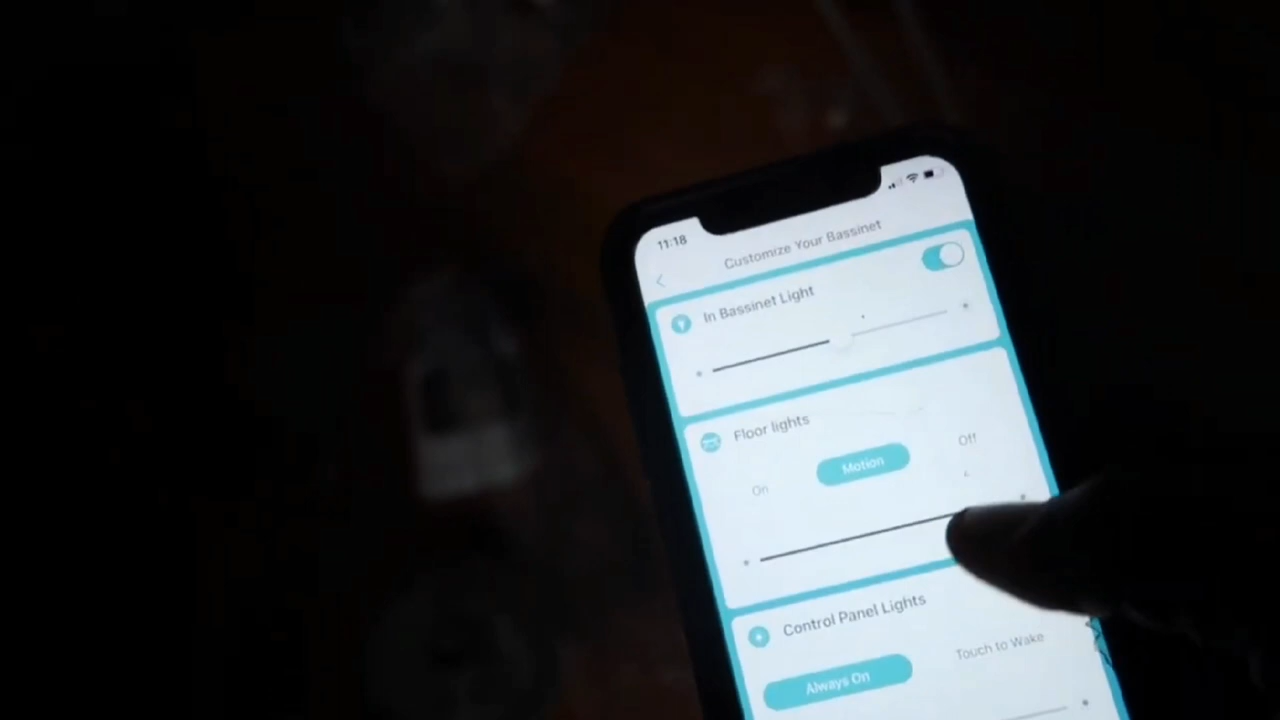 11:18
Customize Your Bassinet
In Bassinet Light
Floor lights
On Motion Off
Control Panel Lights
Always On Touch to Wake